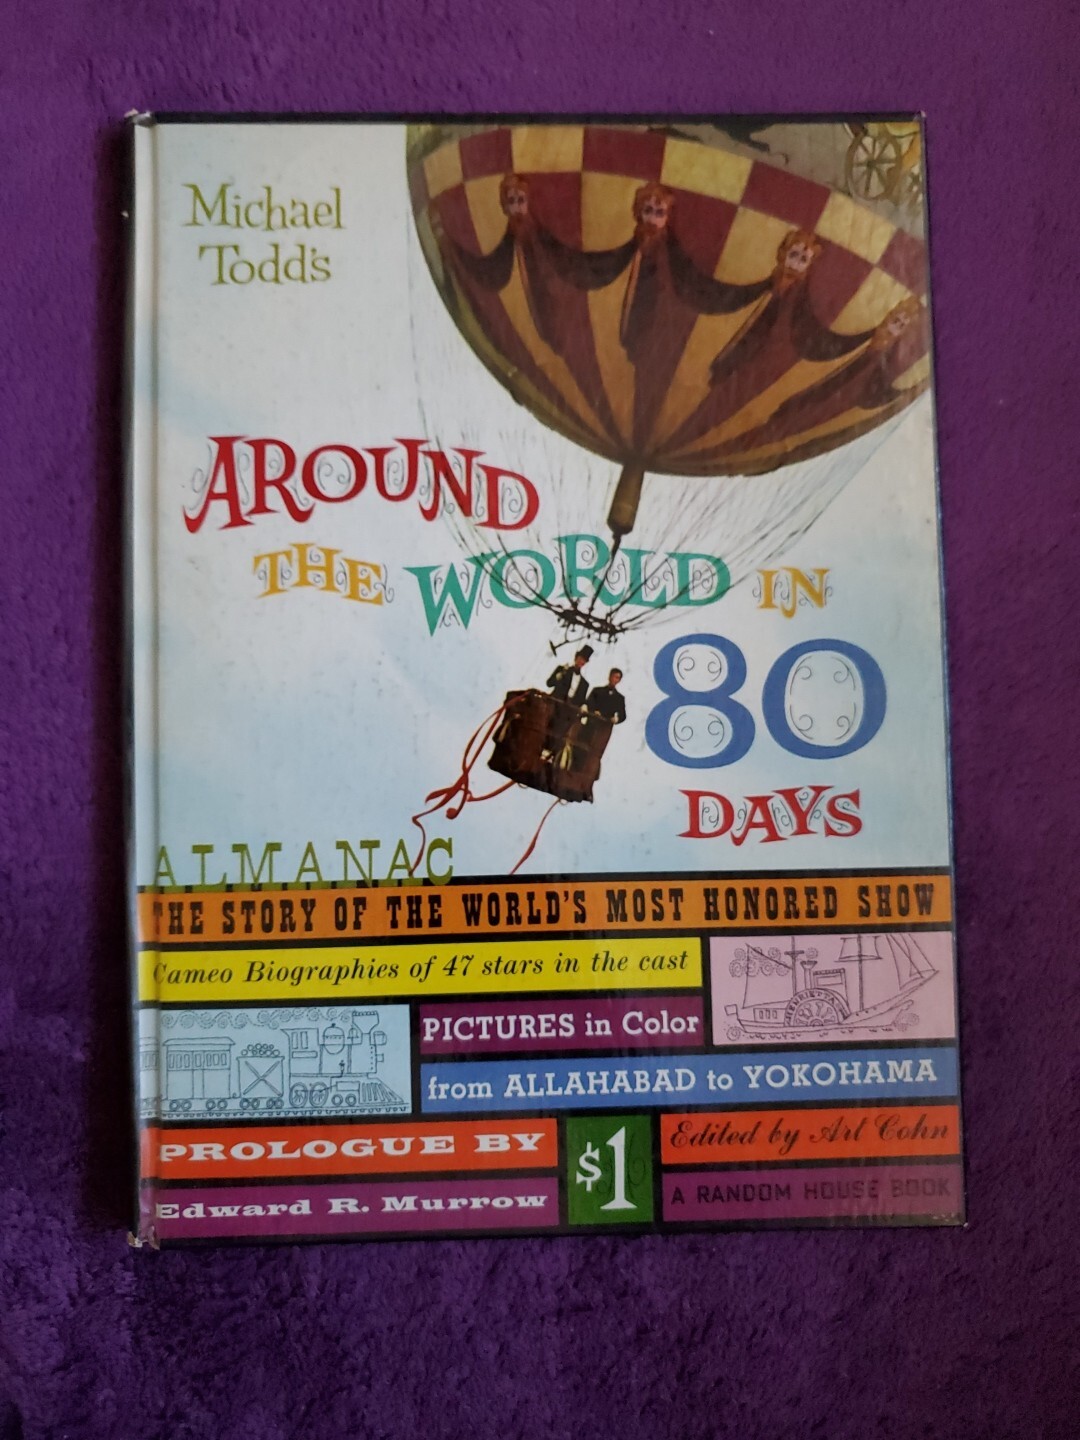 Michael
Todd's
AROUND
THE WORLD IN
80
DAYS
ALMANAC
THE STORY OF THE WORLD'S MOST HONORED SHOW
Cameo Biographies of 47 stars in the cast
HENRIETTA
PICTURES in Color
from ALLAHABAD to YOKOHAMA
PROLOGUE BY
Edward R. Murrow
$1
Edited by Art Cohn
A RANDOM HOUSE BOOK